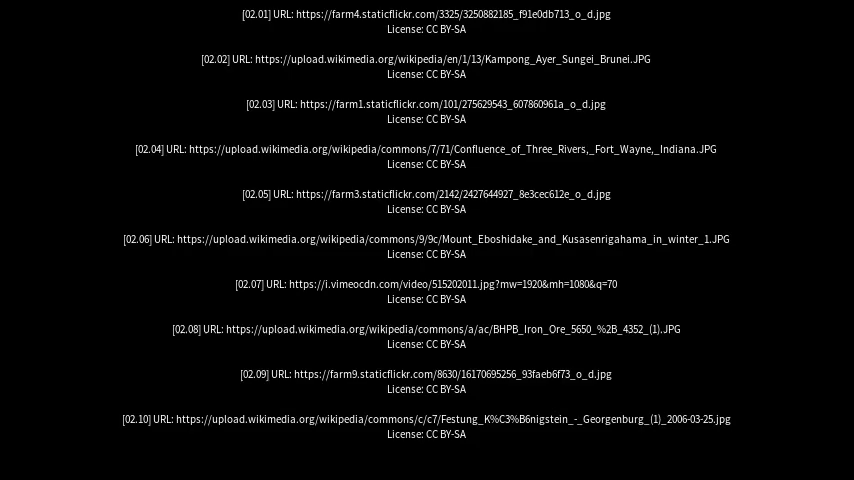 [02.01] URL: https://farm4.staticflickr.com/3325/3250882185_f91e0db713_o_d.jpg
License: CC BY-SA
[02.02] URL: https://upload.wikimedia.org/wikipedia/en/1/13/Kampong_Ayer_Sungei_Brunei.JPG
License: CC BY-SA
[02.03] URL: https://farm1.staticflickr.com/101/275629543_607860961a_o_d.jpg
License: CC BY-SA
[02.04] URL: https://upload.wikimedia.org/wikipedia/commons/7/71/Confluence_of_Three_Rivers,_Fort_Wayne,_Indiana.JPG
License: CC BY-SA
[02.05] URL: https://farm3.staticflickr.com/2142/2427644927_8e3cec612e_o_d.jpg
License: CC BY-SA
[02.06] URL: https://upload.wikimedia.org/wikipedia/commons/9/9c/Mount_Eboshidake_and_Kusasenrigahama_in_winter_1.JPG
License: CC BY-SA
[02.07] URL: https://i.vimeocdn.com/video/515202011.jpg?mw=1920&mh=1080&q=70
License: CC BY-SA
[02.08] URL: https://upload.wikimedia.org/wikipedia/commons/a/ac/BHPB_Iron_Ore_5650_%2B_4352_(1).JPG
License: CC BY-SA
[02.09] URL: https://farm9.staticflickr.com/8630/16170695256_93faeb6f73_o_d.jpg
License: CC BY-SA
[02.10] URL: https://upload.wikimedia.org/wikipedia/commons/c/c7/Festung_K%C3%B6nigstein_-_Georgenburg_(1)_2006-03-25.jpg
License: CC BY-SA